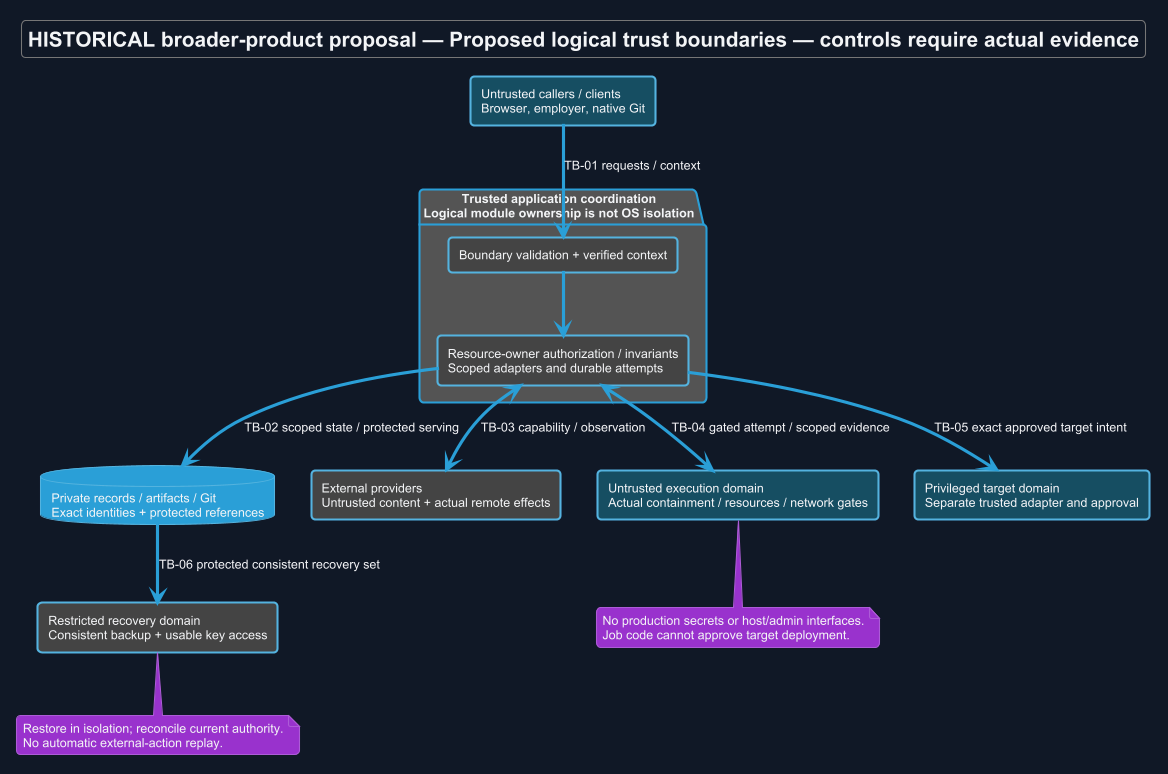 HISTORICAL broader-product proposal — Proposed logical trust boundaries — controls require actual evidence
Untrusted callers / clients
Browser, employer, native Git
TB-01 requests / context
Trusted application coordination
Logical module ownership is not OS isolation
Boundary validation + verified context
Resource-owner authorization / invariants
Scoped adapters and durable attempts
TB-02 scoped state / protected serving
TB-03 capability / observation
TB-04 gated attempt / scoped evidence
TB-05 exact approved target intent
Private records / artifacts / Git
Exact identities + protected references
External providers
Untrusted content + actual remote effects
Untrusted execution domain
Actual containment / resources / network gates
Privileged target domain
Separate trusted adapter and approval
TB-06 protected consistent recovery set
Restricted recovery domain
Consistent backup + usable key access
No production secrets or host/admin interfaces.
Job code cannot approve target deployment.
Restore in isolation; reconcile current authority.
No automatic external-action replay.